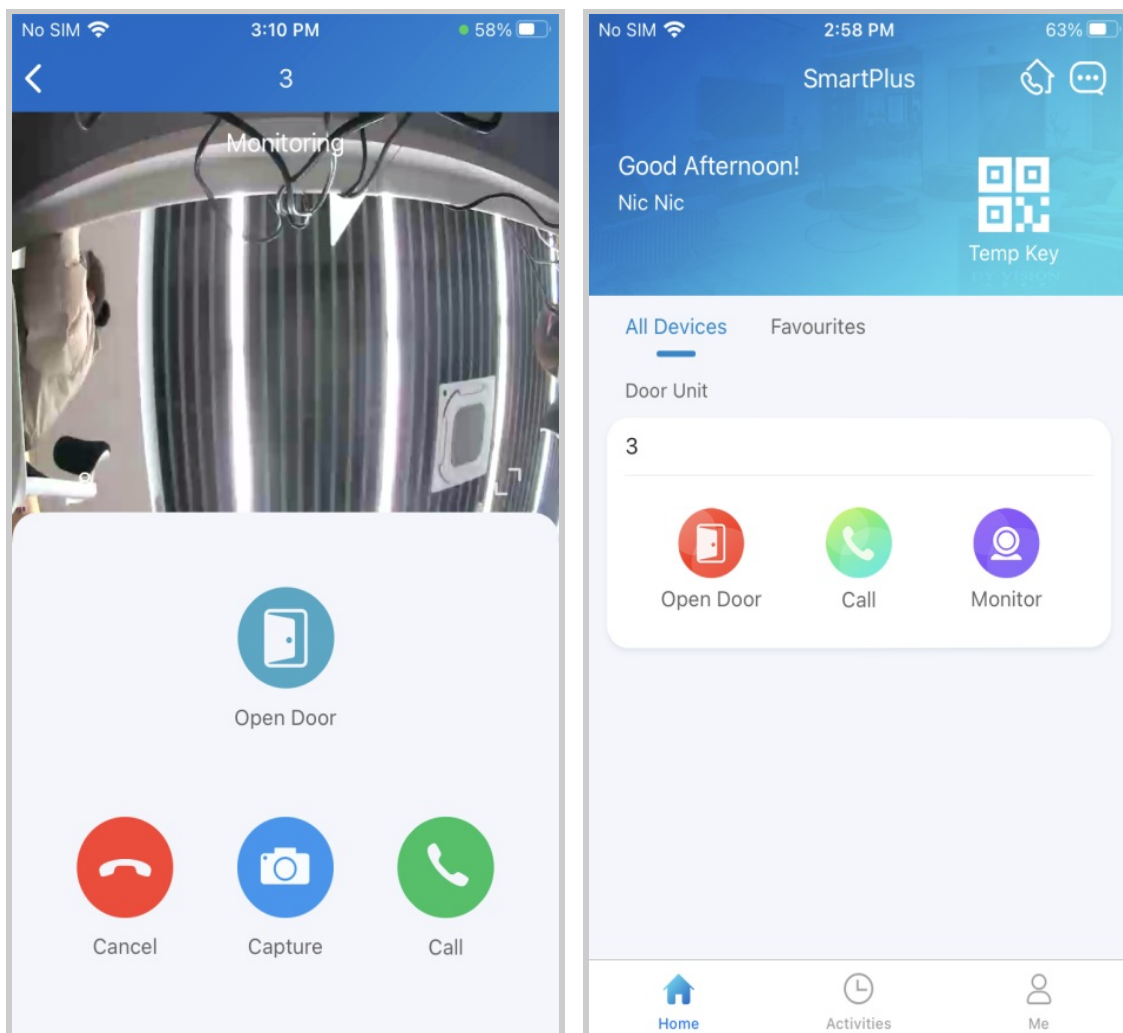 No SIM 3:10 PM 58%
3
Monitoring
Open Door
Cancel Capture Call
No SIM 2:58 PM 63%
SmartPlus
Good Afternoon!
Nic Nic
Temp Key
All Devices Favourites
Door Unit
3
Open Door Call Monitor
Home Activities Me